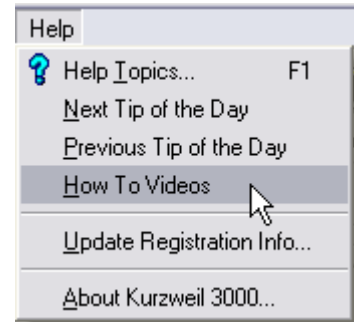 Help
Help Topics... F1
Next Tip of the Day
Previous Tip of the Day
How To Videos
Update Registration Info...
About Kurzweil 3000...